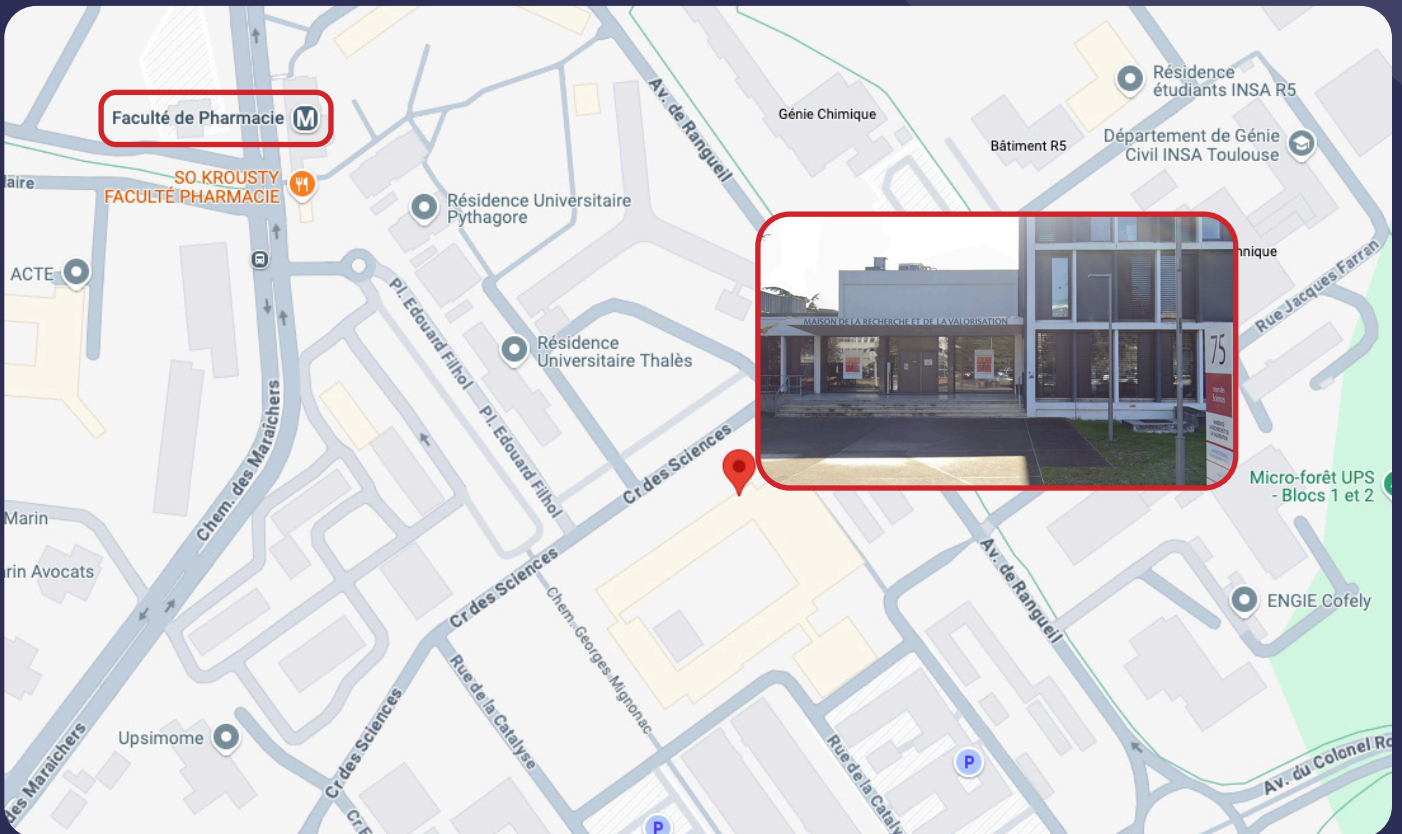 Faculté de Pharmacie M
SO KROUSTY
FACULTÉ PHARMACIE
laire
ACTE
Résidence Universitaire
Pythagore
Av. de Rangueil
Génie Chimique
Bâtiment R5
Résidence
étudiants INSA R5
Département de Génie
Civil INSA Toulouse
nnique
Rue Jacques Farran
MAISON DE LA RECHERCHE ET DE LA VALORISATION
75
Pl. Edouard Filhol
Résidence
Universitaire Thalès
Pl. Edouard Filhol
Chem. des Maraîchers
Cr des Sciences
Micro-forêt UPS
- Blocs 1 et 2
Marin
rin Avocats
Cr des Sciences
Chem. Georges Mignonac
Av. de Rangueil
ENGIE Cofely
Rue de la Catalyse
Cr des Sciences
Upsimome
des Maraîchers
Rue de la Cataly
P
P
Av. du Colonel Ro